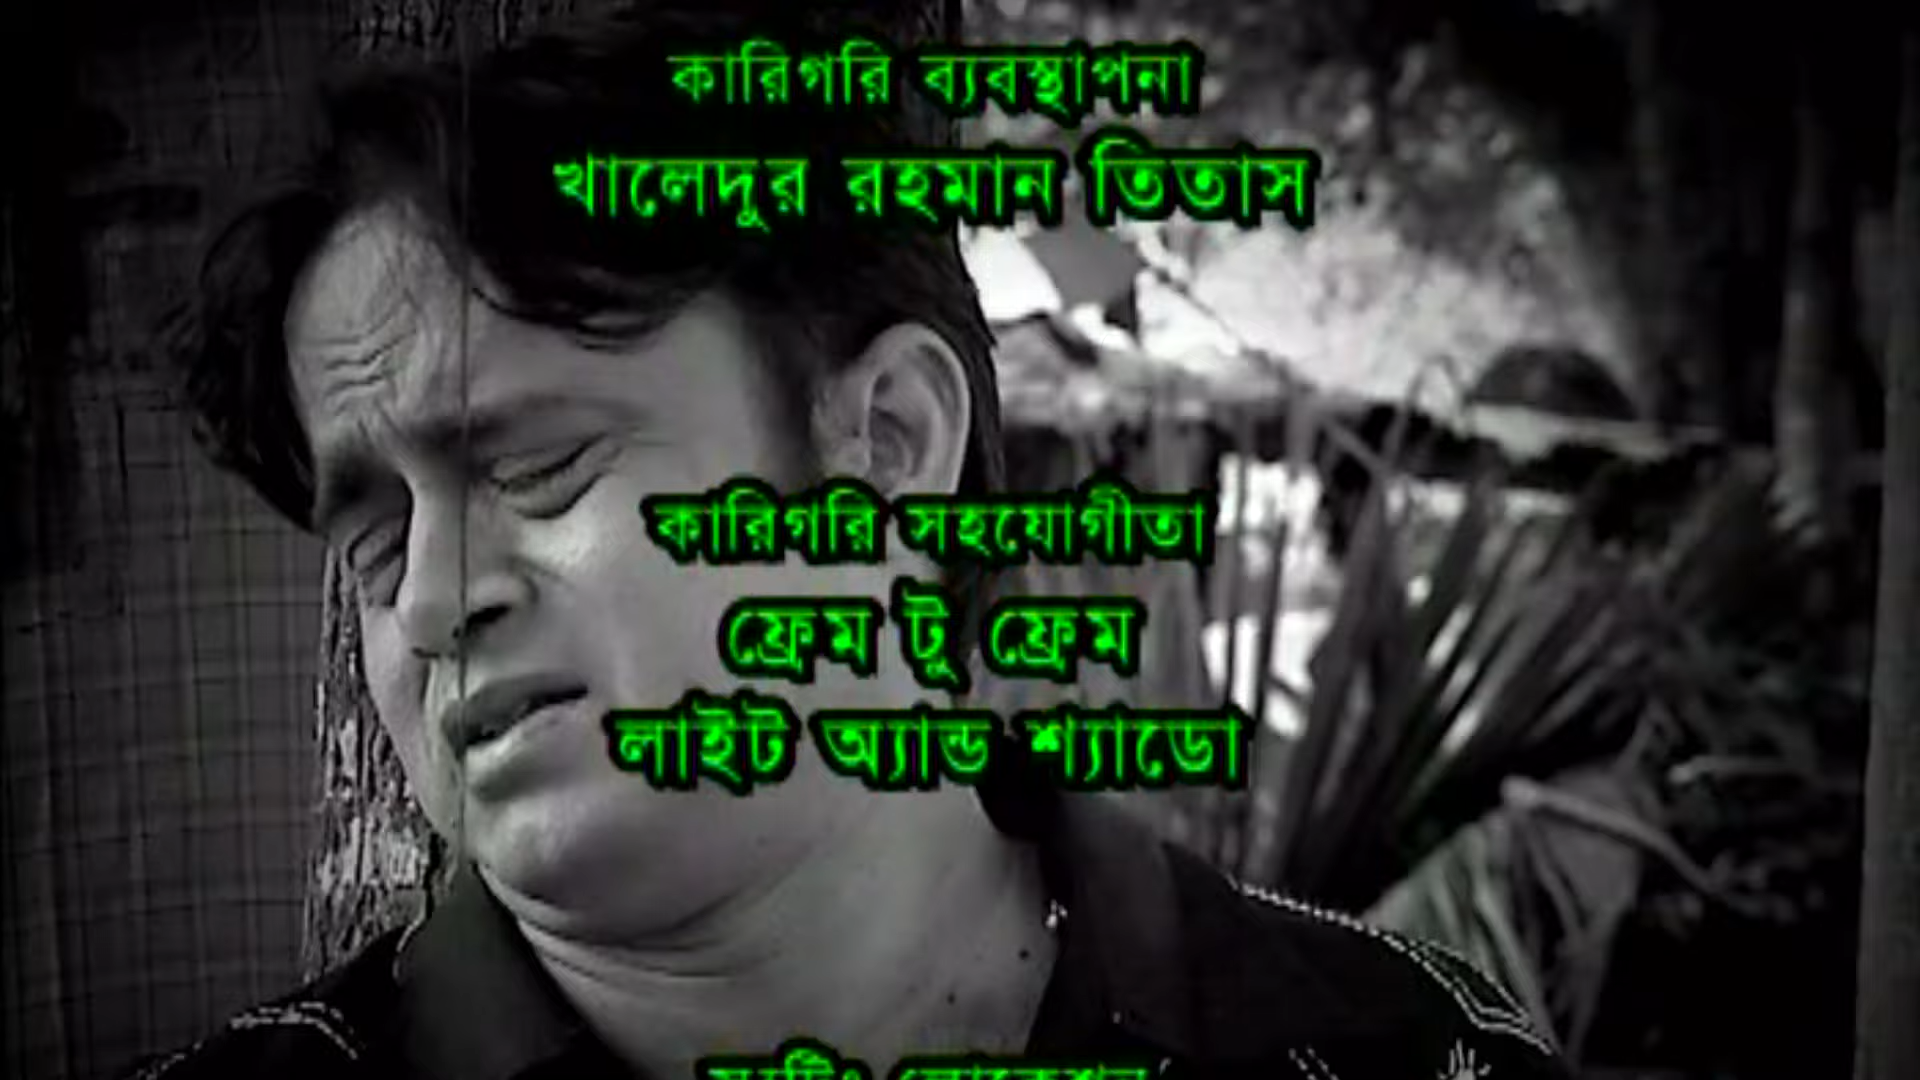 কারিগরি ব্যবস্থাপনা
খালেদুর রহমান তিতাস
কারিগরি সহযোগীতা
ফ্রেম টু ফ্রেম
লাইট অ্যান্ড শ্যাডো